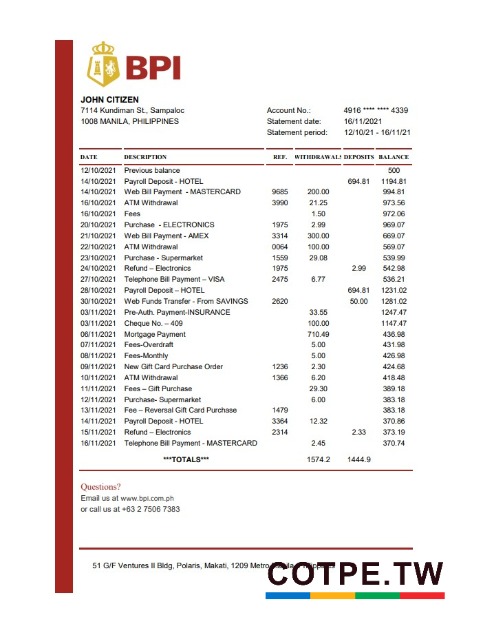 BPI
JOHN CITIZEN
7114 Kundiman St., Sampaloc Account No.: 4916 **** **** 4339
1008 MANILA, PHILIPPINES Statement date: 16/11/2021
Statement period: 12/10/21 - 16/11/21
DATE DESCRIPTION REF. WITHDRAWALS DEPOSITS BALANCE
12/10/2021 Previous balance 500
14/10/2021 Payroll Deposit - HOTEL 694.81 1194.81
14/10/2021 Web Bill Payment - MASTERCARD 9685 200.00 994.81
16/10/2021 ATM Withdrawal 3990 21.25 973.56
16/10/2021 Fees 1.50 972.06
20/10/2021 Purchase - ELECTRONICS 1975 2.99 969.07
21/10/2021 Web Bill Payment - AMEX 3314 300.00 669.07
22/10/2021 ATM Withdrawal 0064 100.00 569.07
23/10/2021 Purchase - Supermarket 1559 29.08 539.99
24/10/2021 Refund – Electronics 1975 2.99 542.98
27/10/2021 Telephone Bill Payment – VISA 2475 6.77 536.21
28/10/2021 Payroll Deposit – HOTEL 694.81 1231.02
30/10/2021 Web Funds Transfer - From SAVINGS 2620 50.00 1281.02
03/11/2021 Pre-Auth. Payment-INSURANCE 33.55 1247.47
03/11/2021 Cheque No. – 409 100.00 1147.47
06/11/2021 Mortgage Payment 710.49 436.98
07/11/2021 Fees-Overdraft 5.00 431.98
08/11/2021 Fees-Monthly 5.00 426.98
09/11/2021 New Gift Card Purchase Order 1236 2.30 424.68
10/11/2021 ATM Withdrawal 1366 6.20 418.48
11/11/2021 Fees – Gift Purchase 29.30 389.18
12/11/2021 Purchase- Supermarket 6.00 383.18
13/11/2021 Fee – Reversal Gift Card Purchase 1479 383.18
14/11/2021 Payroll Deposit - HOTEL 3364 12.32 370.86
15/11/2021 Refund – Electronics 2314 2.33 373.19
16/11/2021 Telephone Bill Payment - MASTERCARD 2.45 370.74
***TOTALS*** 1574.2 1444.9
Questions?
Email us at www.bpi.com.ph
or call us at +63 2 7506 7383
51 G/F Ventures II Bldg, Polaris, Makati, 1209 Metro
COTPE.TW